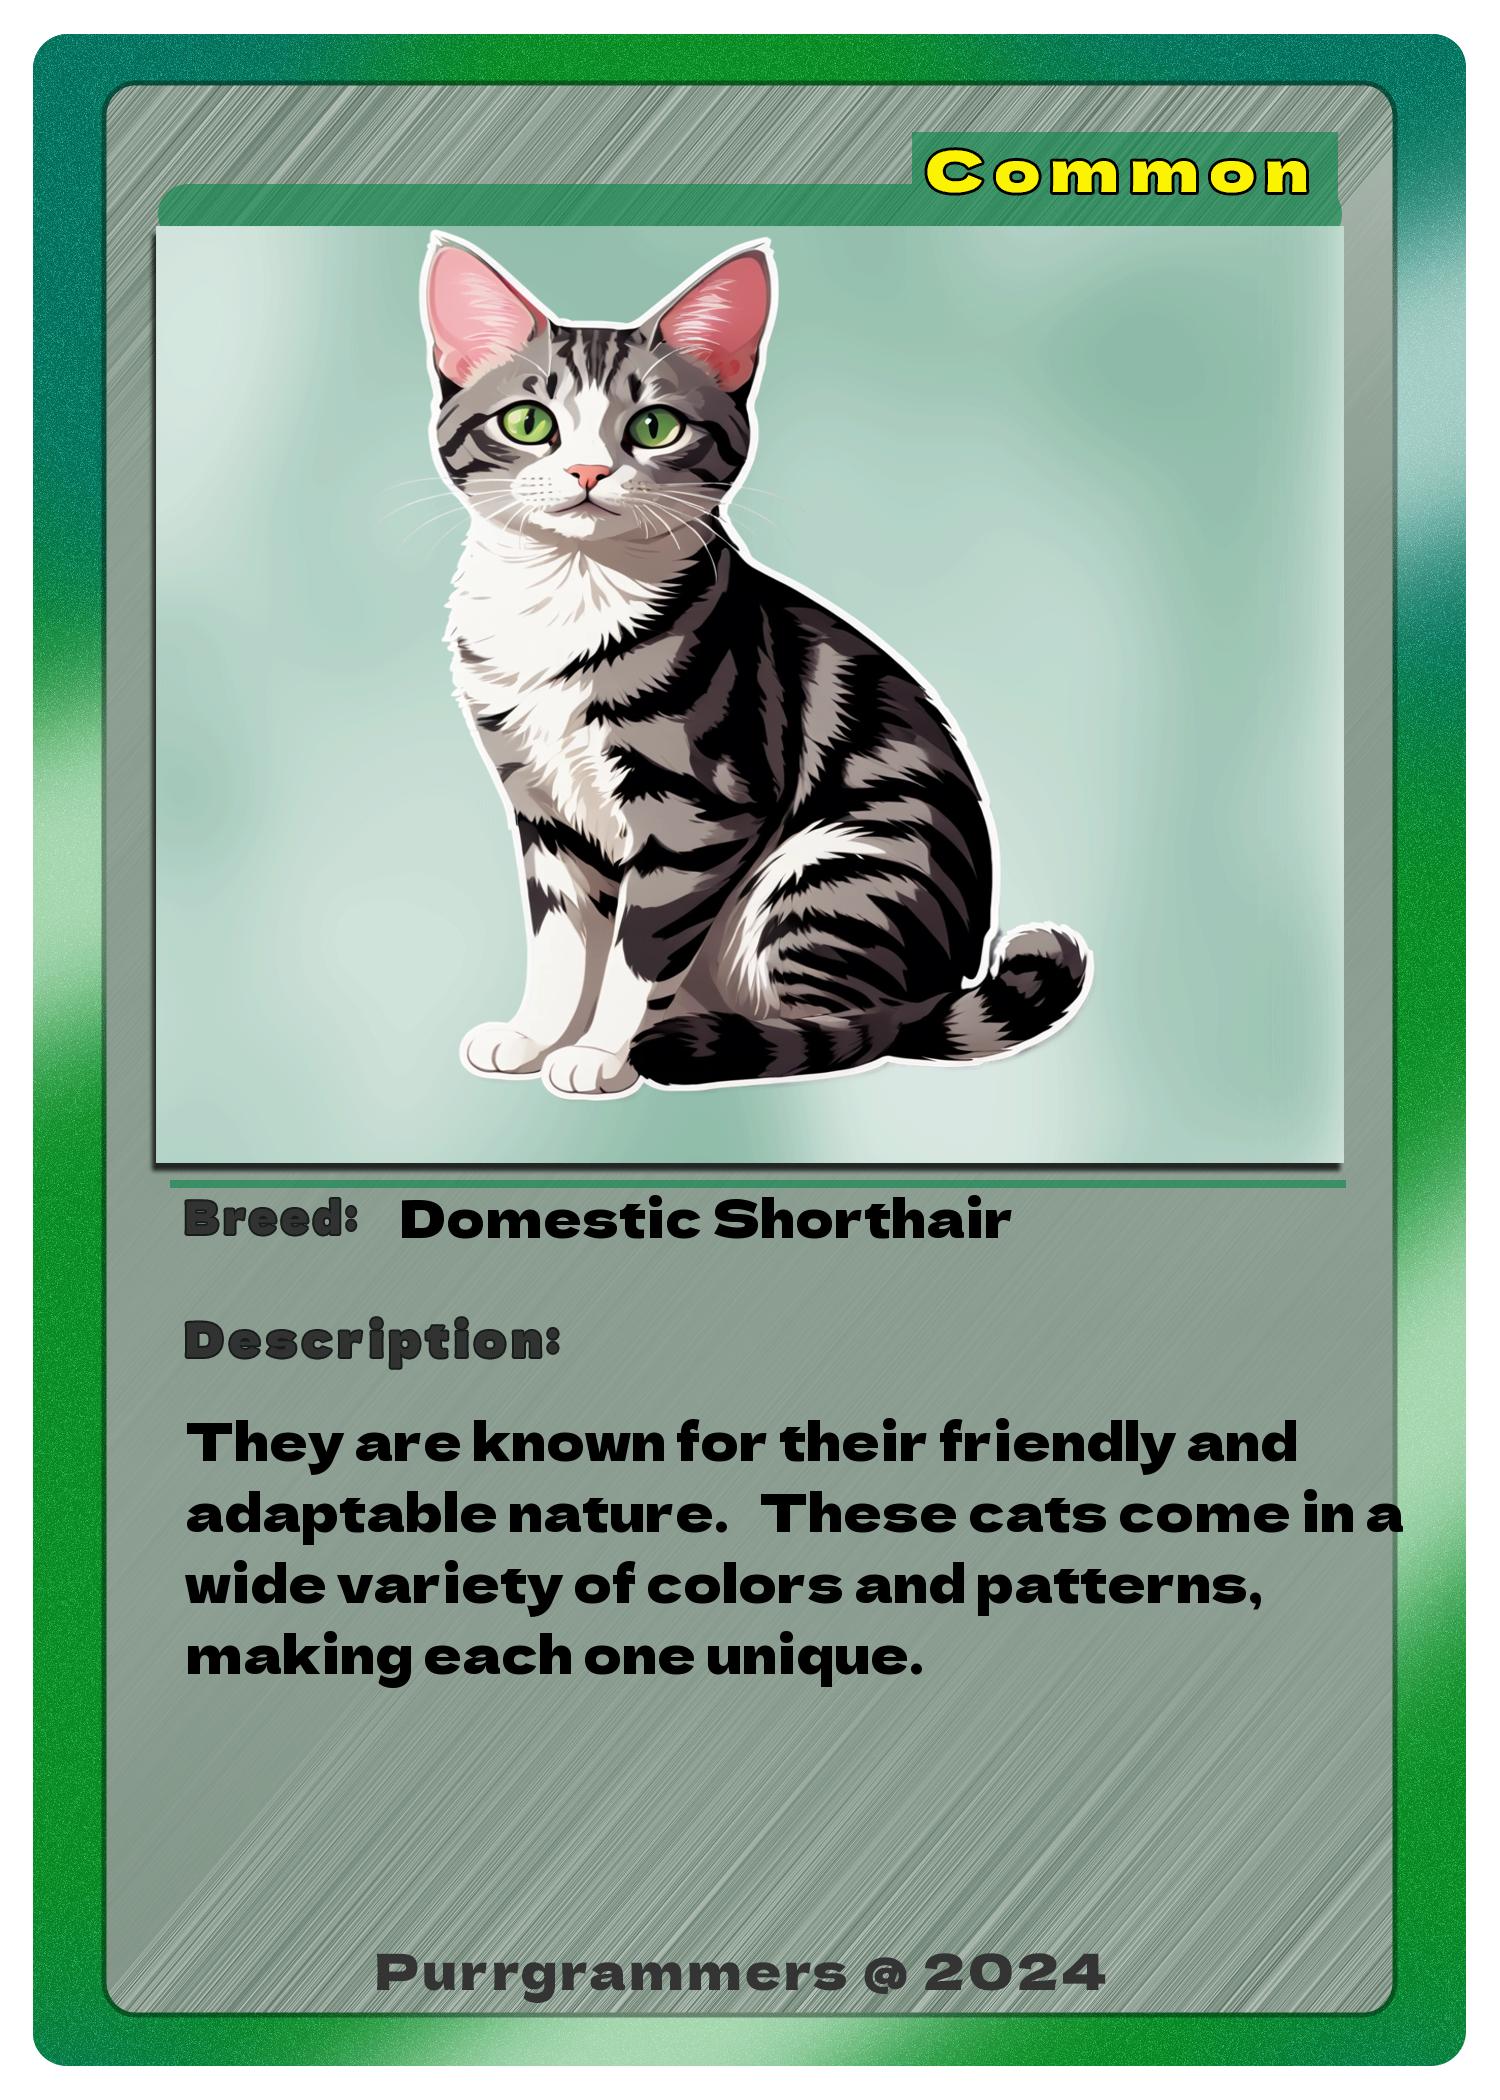 Common
Breed: Domestic Shorthair
Description:
They are known for their friendly and
adaptable nature.  These cats come in a
wide variety of colors and patterns,
making each one unique.
Purrgrammers @ 2024